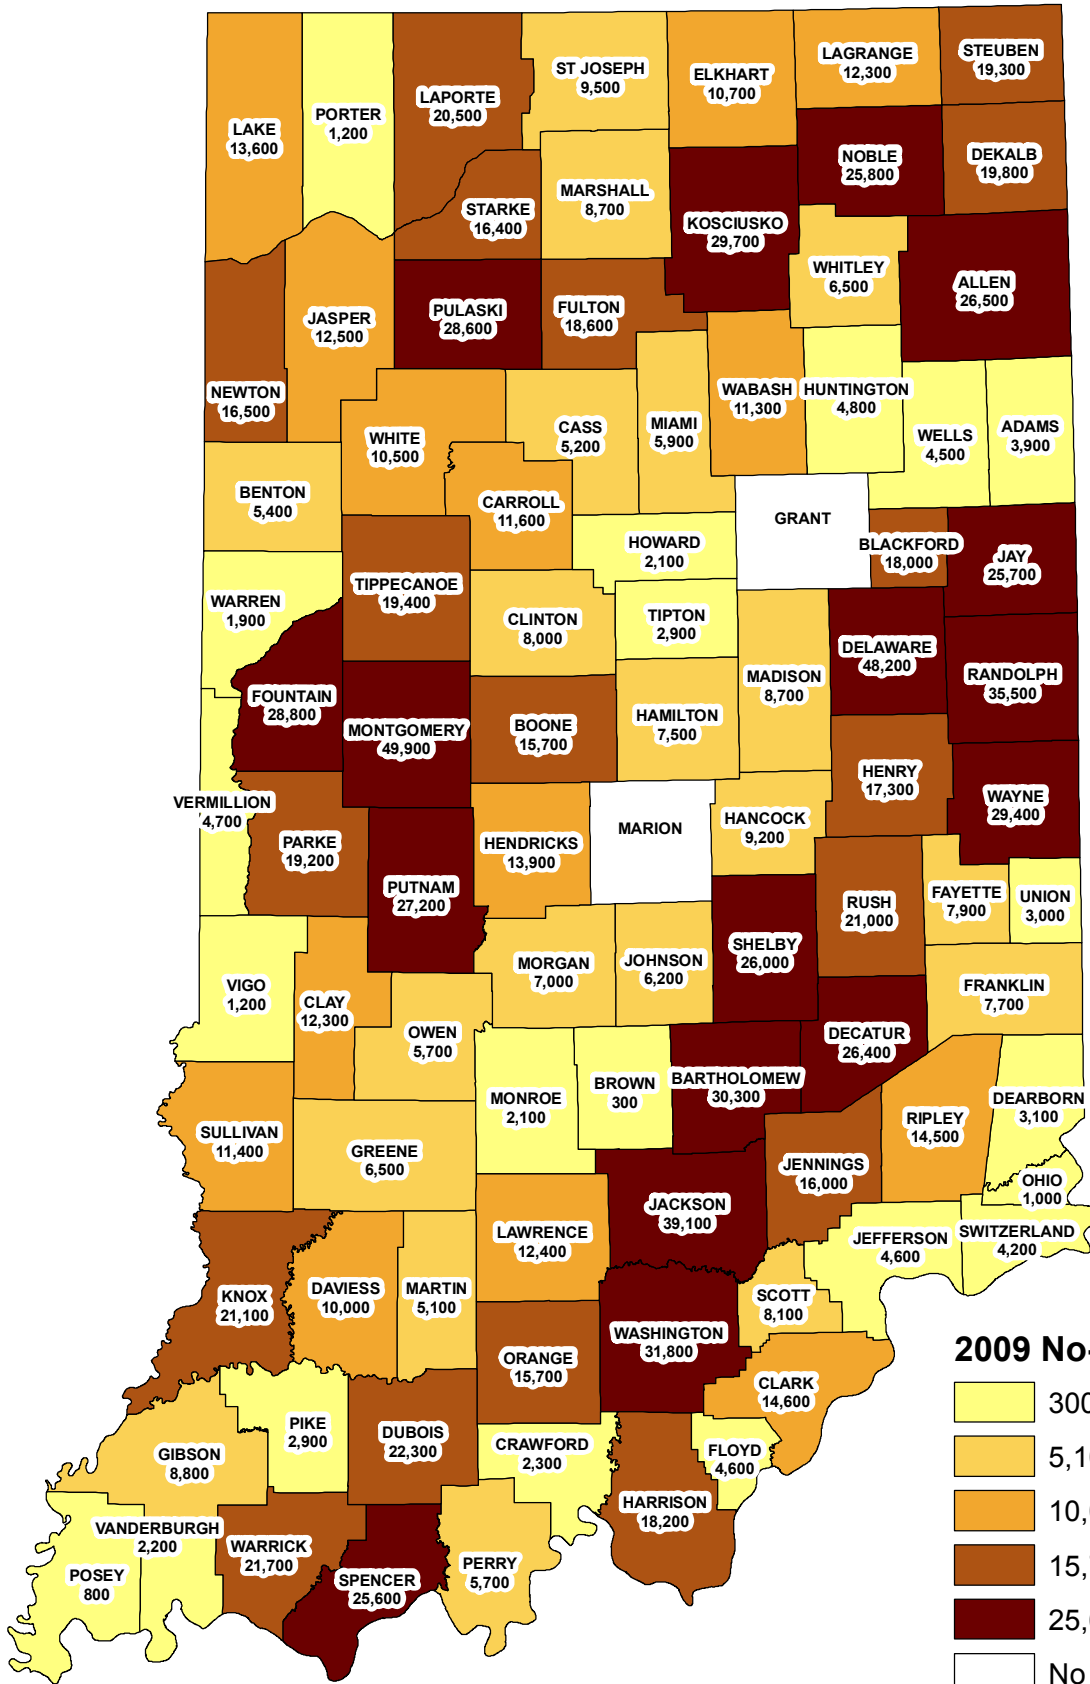 LAKE
13,600
PORTER
1,200
LAPORTE
20,500
ST JOSEPH
9,500
ELKHART
10,700
LAGRANGE
12,300
STEUBEN
19,300
NOBLE
25,800
DEKALB
19,800
STARKE
16,400
MARSHALL
8,700
KOSCIUSKO
29,700
WHITLEY
6,500
ALLEN
26,500
JASPER
12,500
PULASKI
28,600
FULTON
18,600
NEWTON
16,500
WHITE
10,500
CASS
5,200
MIAMI
5,900
WABASH
11,300
HUNTINGTON
4,800
WELLS
4,500
ADAMS
3,900
BENTON
5,400
CARROLL
11,600
GRANT
HOWARD
2,100
BLACKFORD
18,000
JAY
25,700
WARREN
1,900
TIPPECANOE
19,400
CLINTON
8,000
TIPTON
2,900
MADISON
8,700
DELAWARE
48,200
RANDOLPH
35,500
FOUNTAIN
28,800
MONTGOMERY
49,900
BOONE
15,700
HAMILTON
7,500
HENRY
17,300
WAYNE
29,400
VERMILLION
4,700
PARKE
19,200
PUTNAM
27,200
HENDRICKS
13,900
MARION
HANCOCK
9,200
RUSH
21,000
FAYETTE
7,900
UNION
3,000
VIGO
1,200
CLAY
12,300
OWEN
5,700
MORGAN
7,000
JOHNSON
6,200
SHELBY
26,000
FRANKLIN
7,700
DECATUR
26,400
SULLIVAN
11,400
GREENE
6,500
MONROE
2,100
BROWN
300
BARTHOLOMEW
30,300
JENNINGS
16,000
RIPLEY
14,500
DEARBORN
3,100
OHIO
1,000
SWITZERLAND
4,200
KNOX
21,100
DAVIESS
10,000
MARTIN
5,100
LAWRENCE
12,400
JACKSON
39,100
JEFFERSON
4,600
SCOTT
8,100
ORANGE
15,700
WASHINGTON
31,800
CLARK
14,600
GIBSON
8,800
PIKE
2,900
DUBOIS
22,300
CRAWFORD
2,300
FLOYD
4,600
HARRISON
18,200
POSEY
800
VANDERBURGH
2,200
WARRICK
21,700
SPENCER
25,600
PERRY
5,700
2009 No-
300
5,1
10,
15,
25,
No